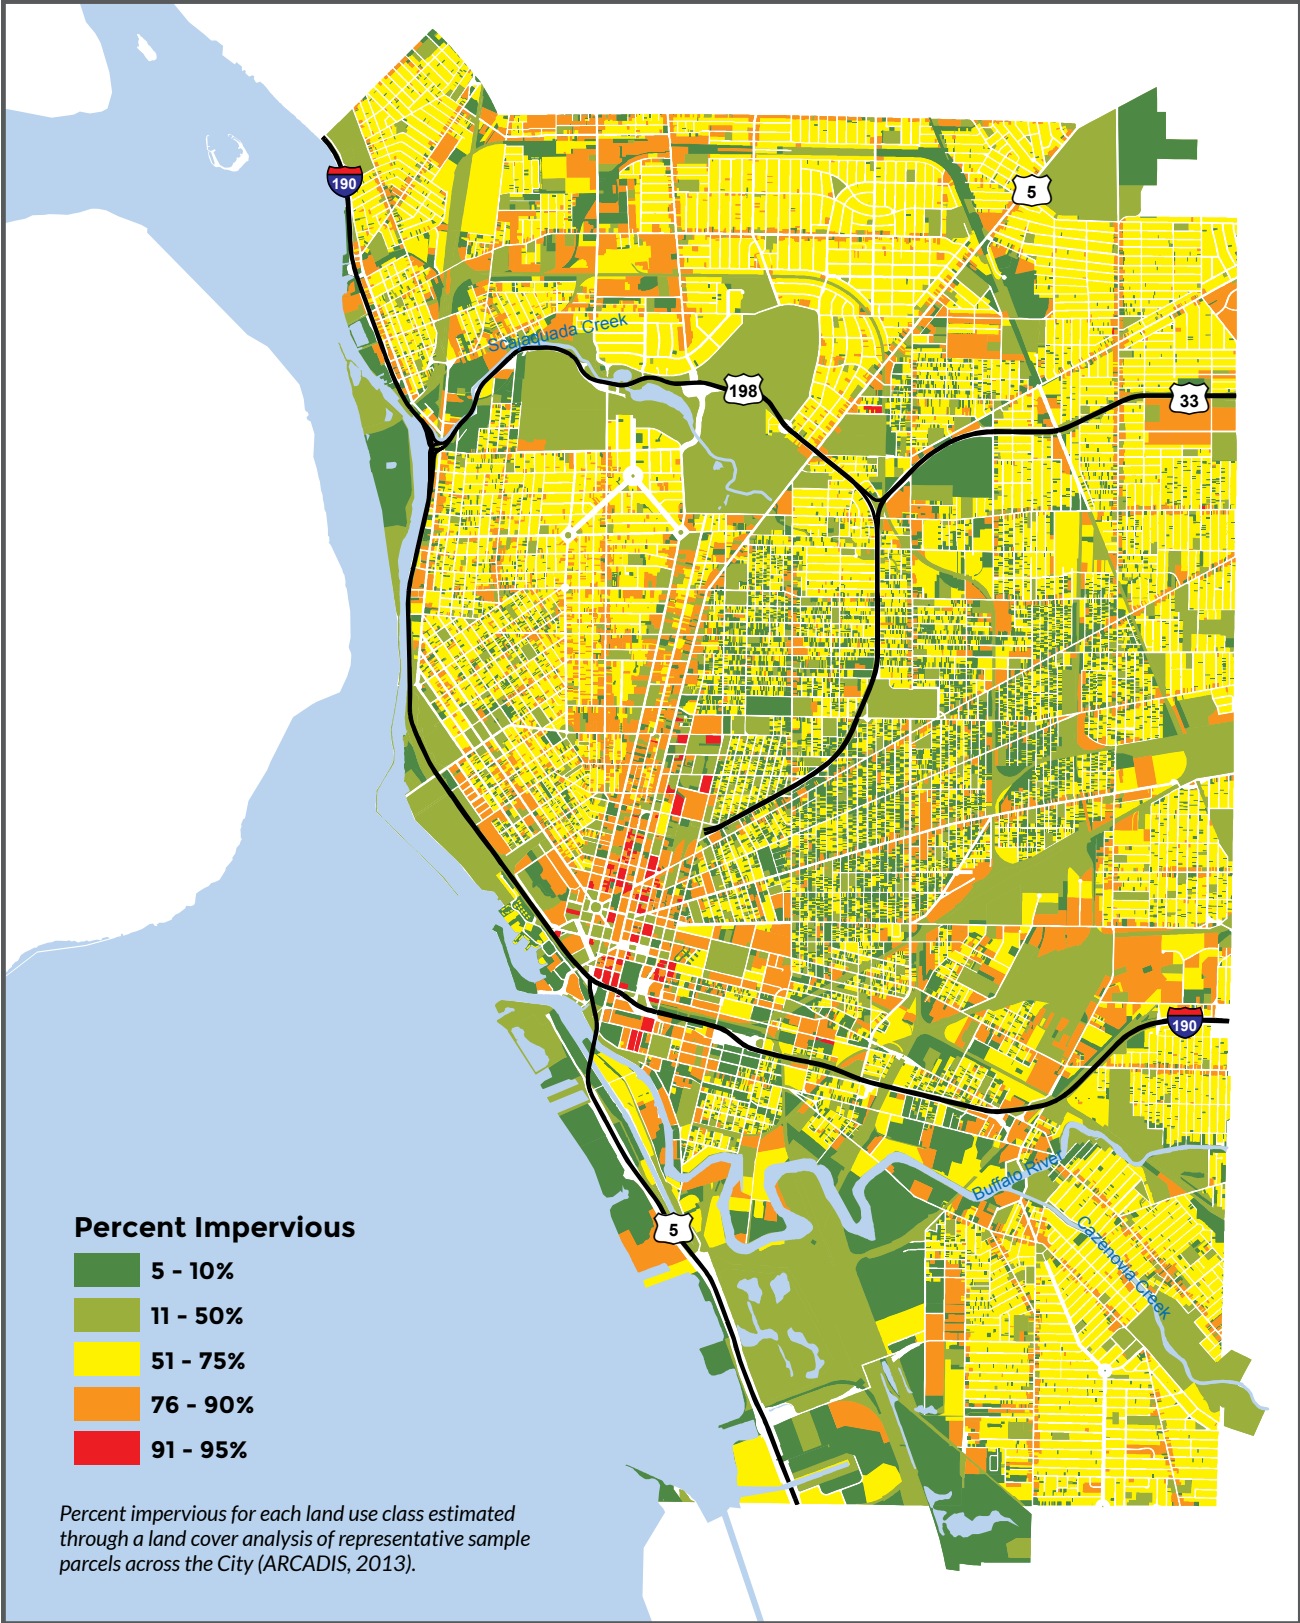 190
5
Scajaquada Creek
198
33
190
Buffalo River
Cazenovia Creek
5
Percent Impervious
5 - 10%
11 - 50%
51 - 75%
76 - 90%
91 - 95%
Percent impervious for each land use class estimated
through a land cover analysis of representative sample
parcels across the City (ARCADIS, 2013).